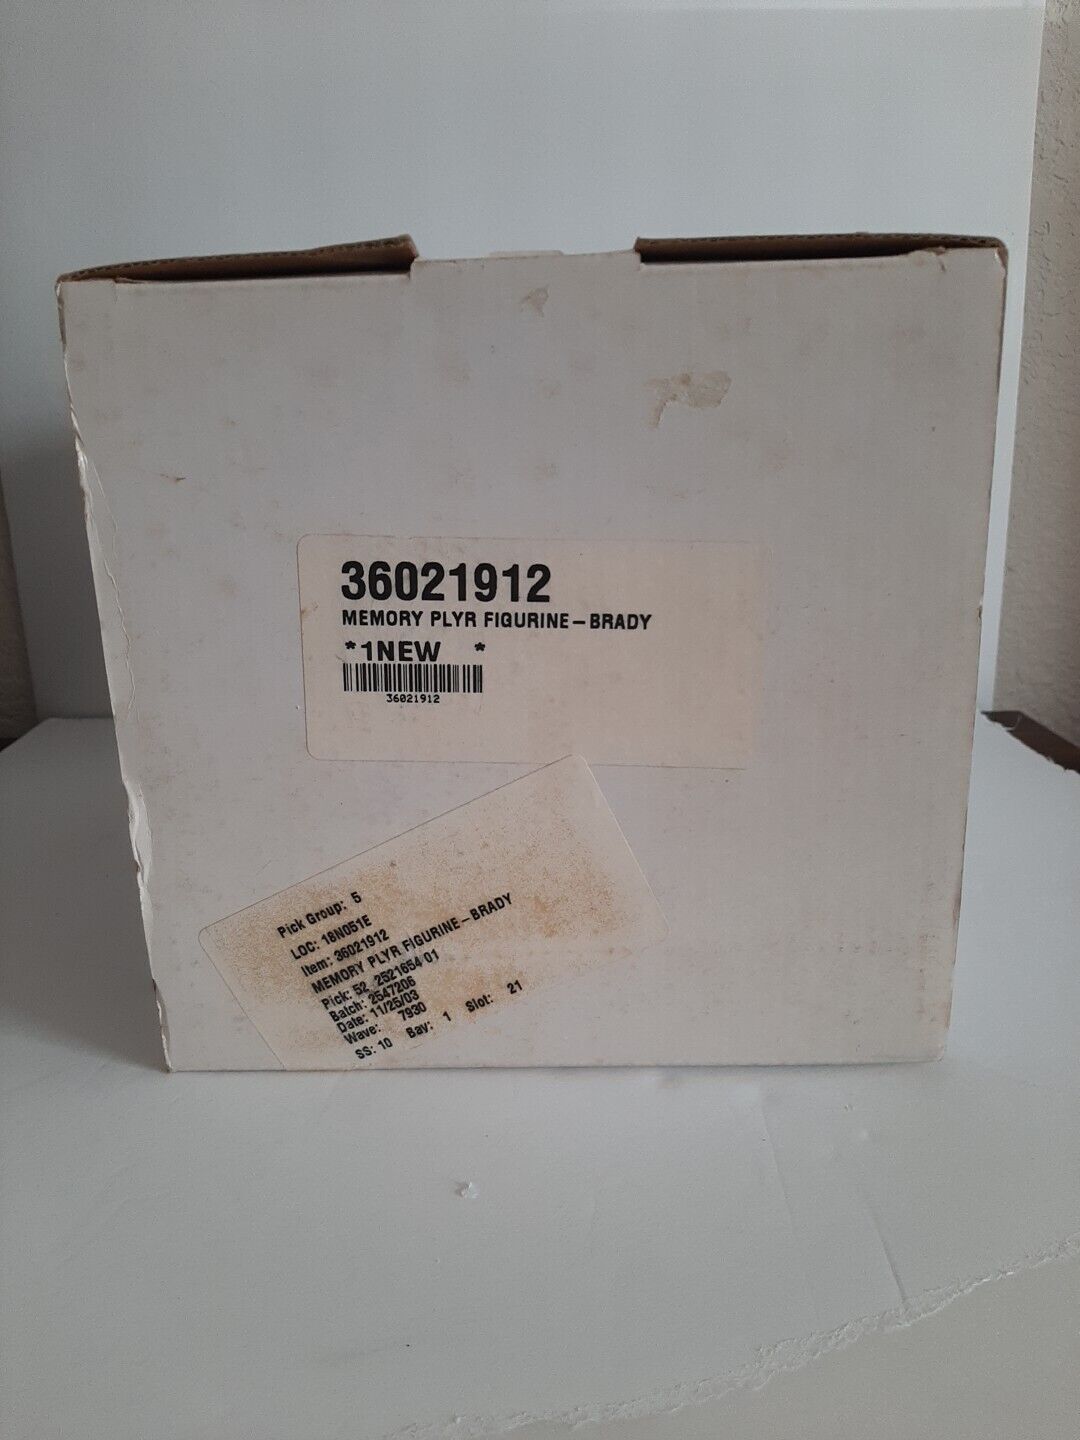 36021912
MEMORY PLYR FIGURINE-BRADY
*1NEW *
36021912
Pick Group: 5
LOC: 18N051E
Item: 36021912
MEMORY PLYR FIGURINE-BRADY
Pick: 52, 2521654 01
Batch: 2547206
Date: 11/25/03
Wave: 7930
SS: 10 Bay: 1 Slot: 21